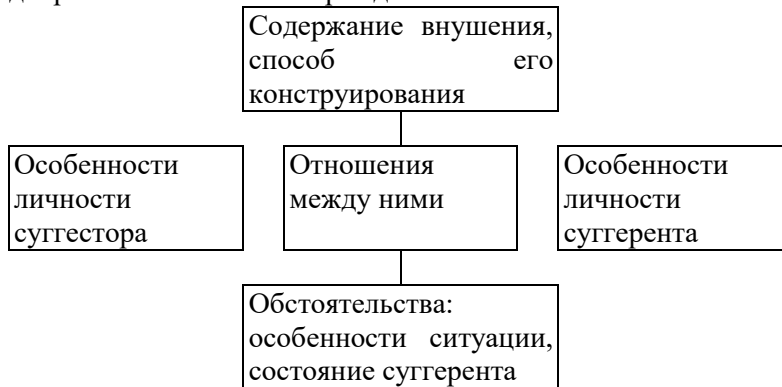 Содержание внушения,
способ его
конструирования
Особенности
личности
суггестора
Отношения
между ними
Особенности
личности
суггерента
Обстоятельства:
особенности ситуации,
состояние суггерента